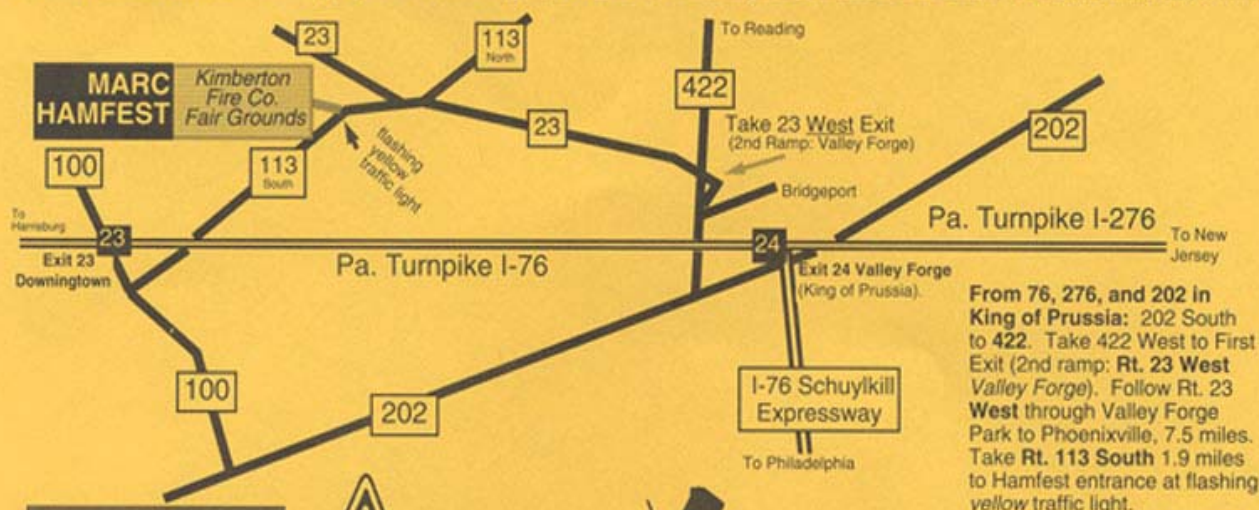 23
113
North
To Reading
MARC
HAMFEST
Kimberton
Fire Co.
Fair Grounds
422
202
Take 23 West Exit
(2nd Ramp: Valley Forge)
23
flashing
yellow
traffic light
100
113
South
Bridgeport
To
Harrisburg
23
Exit 23
Downingtown
Pa. Turnpike I-76
24
Exit 24 Valley Forge
(King of Prussia).
Pa. Turnpike I-276
To New
Jersey
100
202
I-76 Schuylkill
Expressway
To Philadelphia
From 76, 276, and 202 in
King of Prussia: 202 South
to 422. Take 422 West to First
Exit (2nd ramp: Rt. 23 West
Valley Forge). Follow Rt. 23
West through Valley Forge
Park to Phoenixville, 7.5 miles.
Take Rt. 113 South 1.9 miles
to Hamfest entrance at flashing
yellow traffic light.